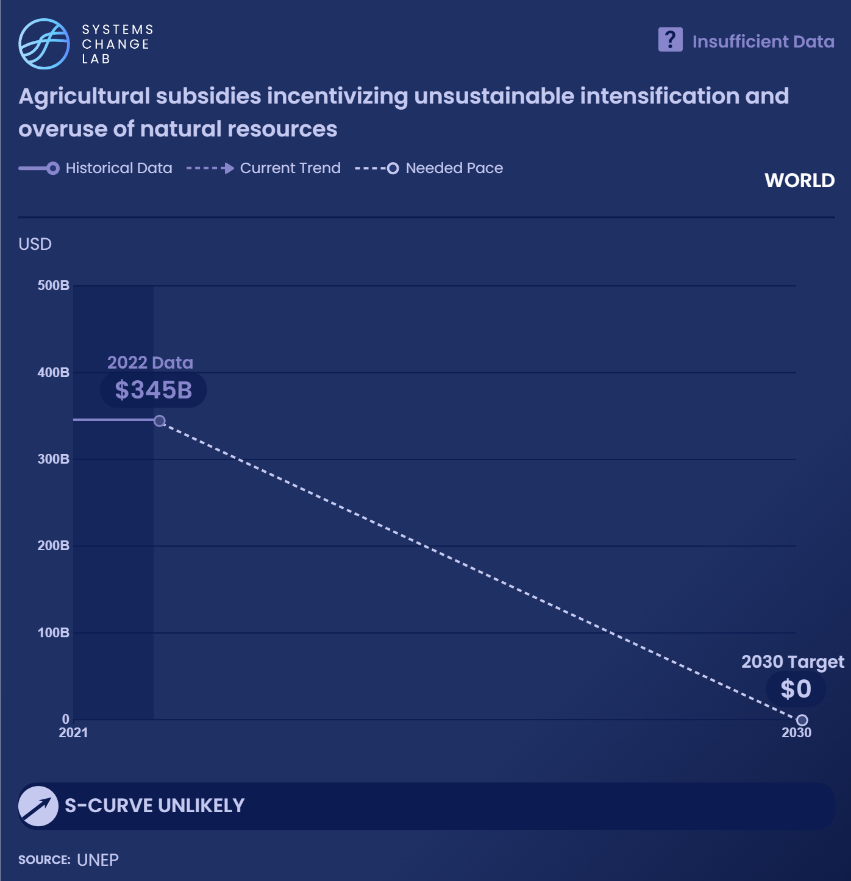 SYSTEMS
CHANGE
LAB
? Insufficient Data
Agricultural subsidies incentivizing unsustainable intensification and
overuse of natural resources
Historical Data Current Trend Needed Pace
WORLD
USD
500B
2022 Data
400B
$345B
300B
200B
100B
2030 Target
$0
0
2021 2030
S-CURVE UNLIKELY
SOURCE: UNEP